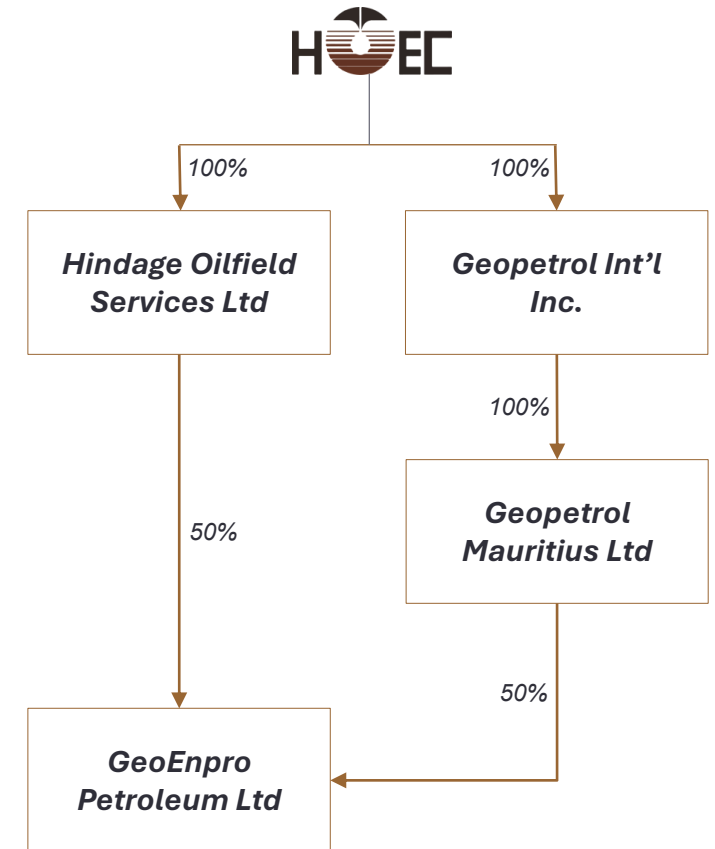 HOEC
100%
100%
Hindage Oilfield
Services Ltd
Geopetrol Int’l
Inc.
100%
Geopetrol
Mauritius Ltd
50%
50%
GeoEnpro
Petroleum Ltd